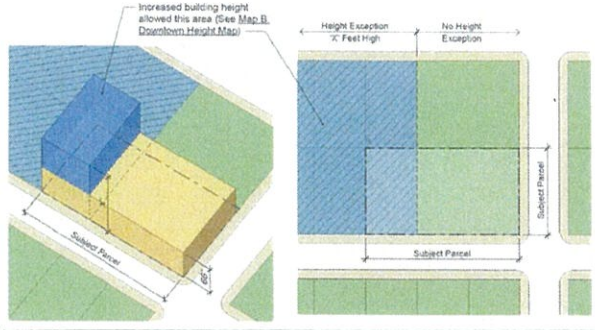 Increased building height
allowed this area (See Map B,
Downtown Height Map)
Height Exception
'X' Feet High
No Height
Exception
Subject Parcel
Subject Parcel
Subject Parcel